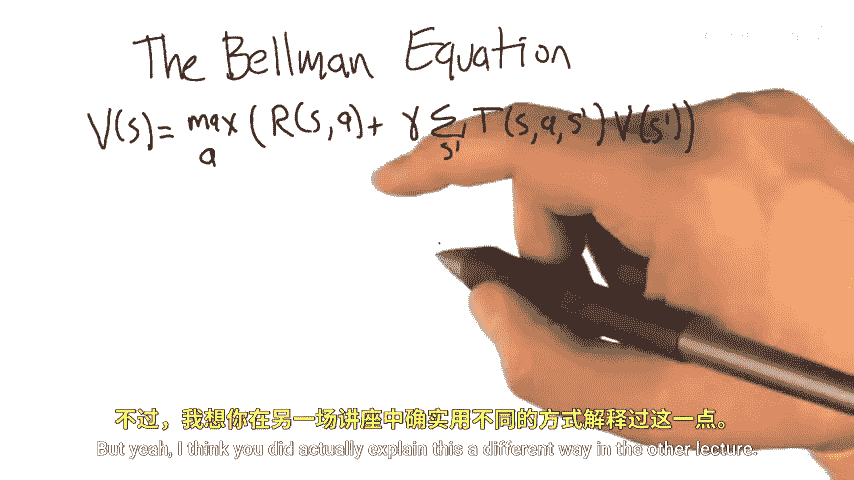 The Bellman Equation
V(s)= max ( R(s,a)+ γ Σ T(s,a,s')V(s'))
a s'
不过，我想你在另一场讲座中确实用不同的方式解释过这一点。
But yeah, I think you did actually explain this a different way in the other lecture.